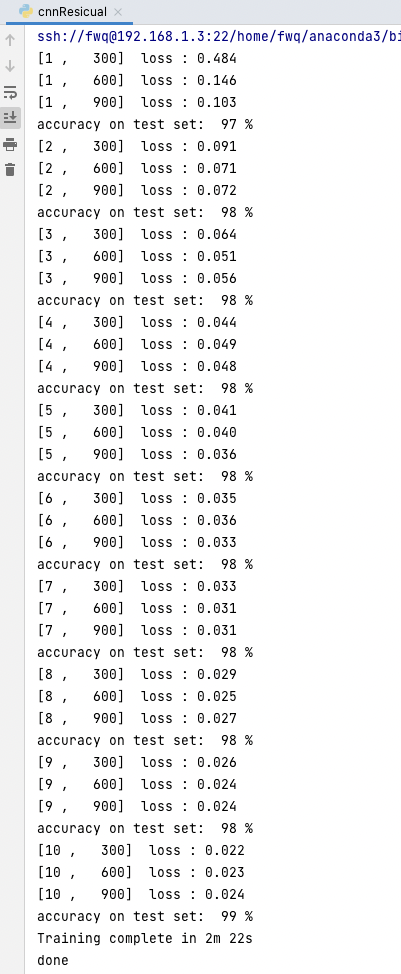 cnnResicual
ssh://fwq@192.168.1.3:22/home/fwq/anaconda3/bi
[1 ,   300]  loss : 0.484
[1 ,   600]  loss : 0.146
[1 ,   900]  loss : 0.103
accuracy on test set:  97 %
[2 ,   300]  loss : 0.091
[2 ,   600]  loss : 0.071
[2 ,   900]  loss : 0.072
accuracy on test set:  98 %
[3 ,   300]  loss : 0.064
[3 ,   600]  loss : 0.051
[3 ,   900]  loss : 0.056
accuracy on test set:  98 %
[4 ,   300]  loss : 0.044
[4 ,   600]  loss : 0.049
[4 ,   900]  loss : 0.048
accuracy on test set:  98 %
[5 ,   300]  loss : 0.041
[5 ,   600]  loss : 0.040
[5 ,   900]  loss : 0.036
accuracy on test set:  98 %
[6 ,   300]  loss : 0.035
[6 ,   600]  loss : 0.036
[6 ,   900]  loss : 0.033
accuracy on test set:  98 %
[7 ,   300]  loss : 0.033
[7 ,   600]  loss : 0.031
[7 ,   900]  loss : 0.031
accuracy on test set:  98 %
[8 ,   300]  loss : 0.029
[8 ,   600]  loss : 0.025
[8 ,   900]  loss : 0.027
accuracy on test set:  98 %
[9 ,   300]  loss : 0.026
[9 ,   600]  loss : 0.024
[9 ,   900]  loss : 0.024
accuracy on test set:  98 %
[10 ,   300]  loss : 0.022
[10 ,   600]  loss : 0.023
[10 ,   900]  loss : 0.024
accuracy on test set:  99 %
Training complete in 2m 22s
done